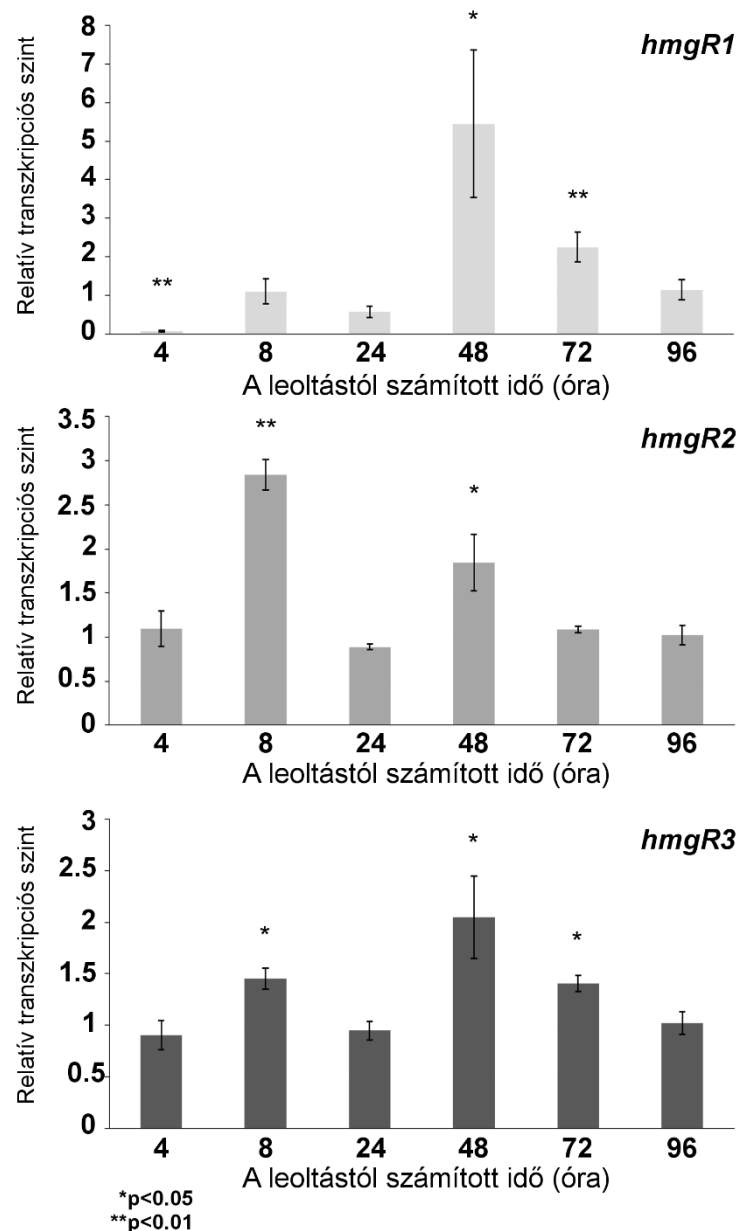 hmgR1
Relatív transzkripciós szint
8
7
6
5
4
3
2
1
0
*
**
**
4 8 24 48 72 96
A leoltástól számított idő (óra)
hmgR2
Relatív transzkripciós szint
3.5
3
2.5
2
1.5
1
0.5
0
**
*
4 8 24 48 72 96
A leoltástól számított idő (óra)
hmgR3
Relatív transzkripciós szint
3
2.5
2
1.5
1
0.5
0
*
*
*
4 8 24 48 72 96
A leoltástól számított idő (óra)
*p<0.05
**p<0.01